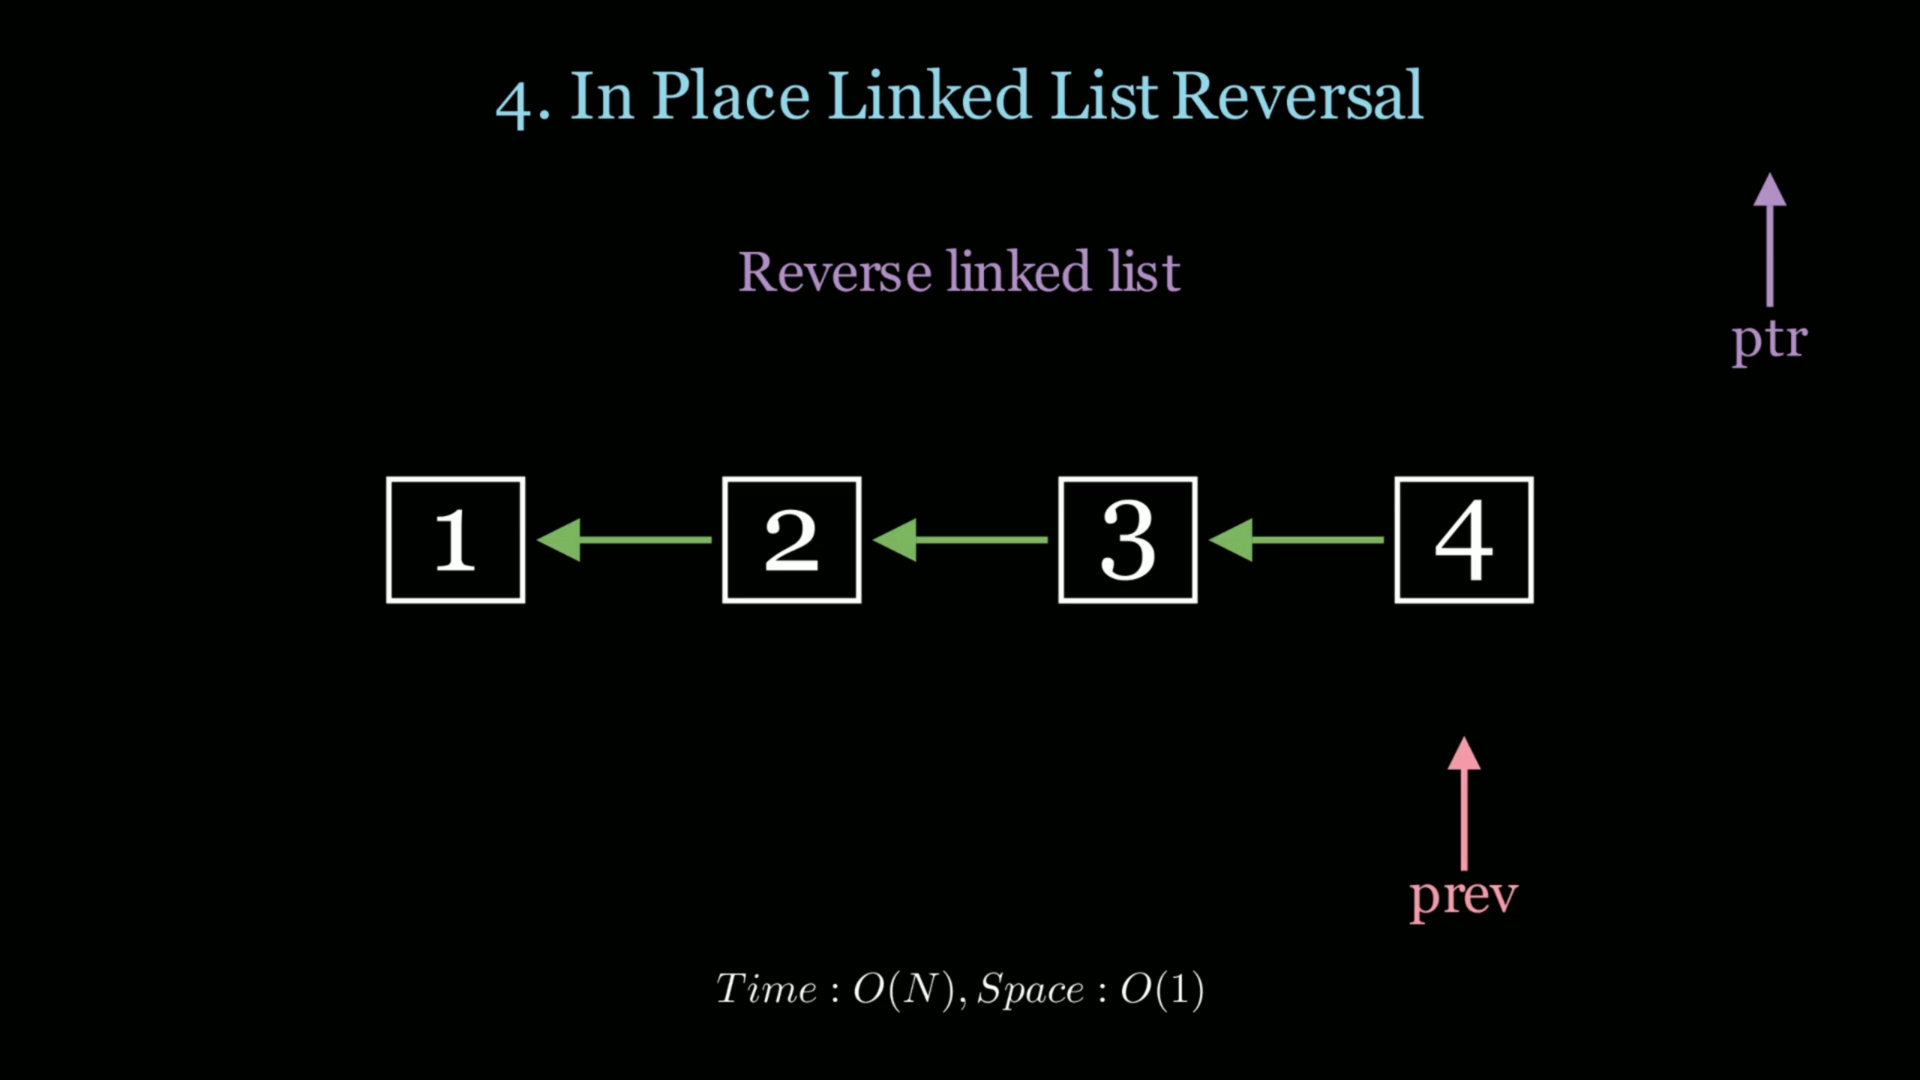 4. In Place Linked List Reversal
Reverse linked list
ptr
1 2 3 4
prev
Time : O(N), Space : O(1)